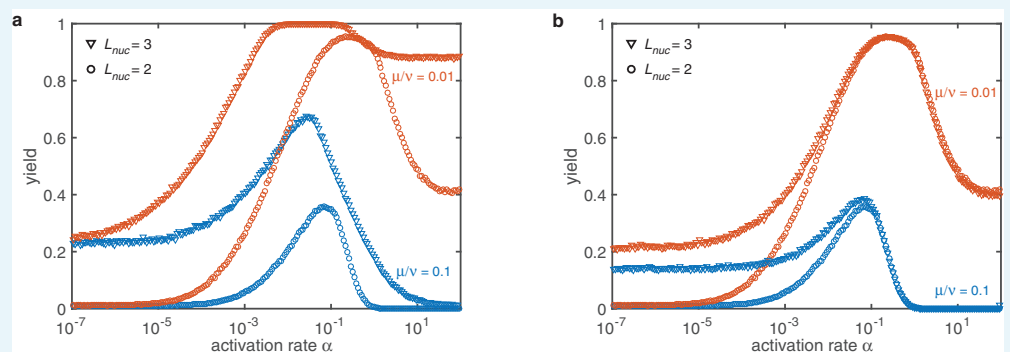 a
1
0.8
0.6
0.4
0.2
0
yield
L_nuc = 3
L_nuc = 2
μ/ν = 0.01
μ/ν = 0.1
10^-7
10^-5
10^-3
10^-1
10^1
activation rate α
b
1
0.8
0.6
0.4
0.2
0
yield
L_nuc = 3
L_nuc = 2
μ/ν = 0.01
μ/ν = 0.1
10^-7
10^-5
10^-3
10^-1
10^1
activation rate α